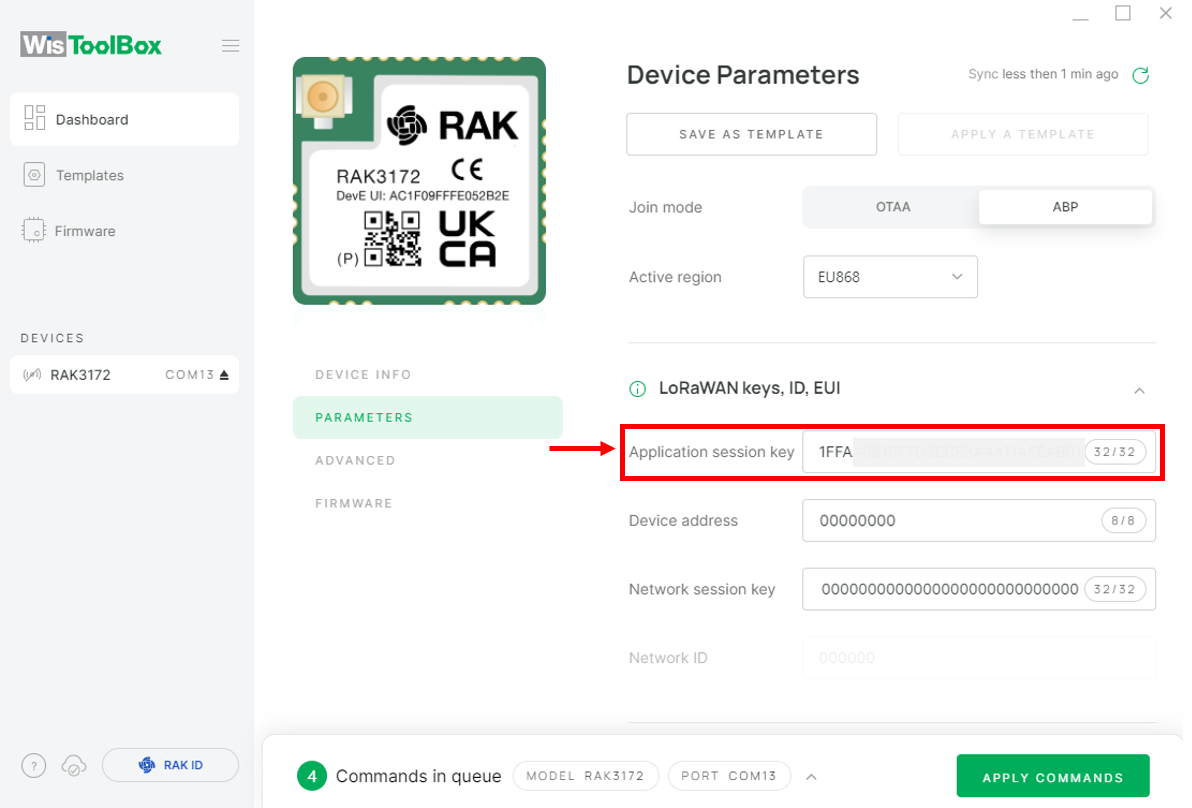 WisToolBox
Dashboard
Templates
Firmware
DEVICES
RAK3172 COM13
?
RAK ID
RAK
RAK3172
DevE UI: AC1F09FFFE052B2E
(P)
UK
CA
DEVICE INFO
PARAMETERS
ADVANCED
FIRMWARE
Device Parameters
Sync less then 1 min ago
SAVE AS TEMPLATE
APPLY A TEMPLATE
Join mode
OTAA
ABP
Active region
EU868
LoRaWAN keys, ID, EUI
Application session key
1FFA
32/32
Device address
00000000
8/8
Network session key
00000000000000000000000000000
32/32
Network ID
000000
4 Commands in queue
MODEL RAK3172
PORT COM13
APPLY COMMANDS